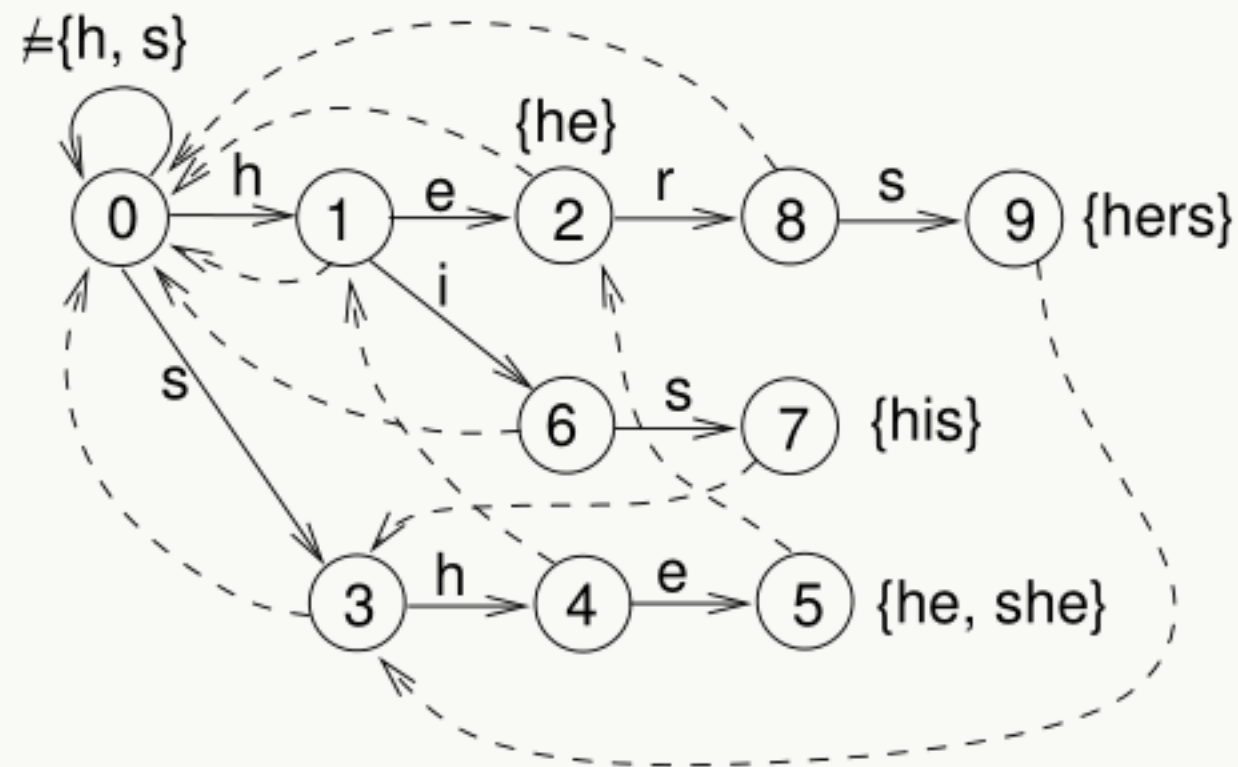 ≠{h, s}
{he}
h
e
r
s
0
1
2
8
9
{hers}
i
s
s
6
7
{his}
h
e
3
4
5
{he, she}